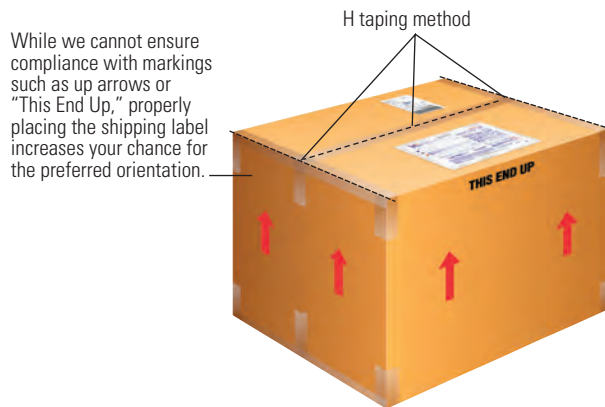 H taping method
While we cannot ensure
compliance with markings
such as up arrows or
“This End Up,” properly
placing the shipping label
increases your chance for
the preferred orientation.
THIS END UP